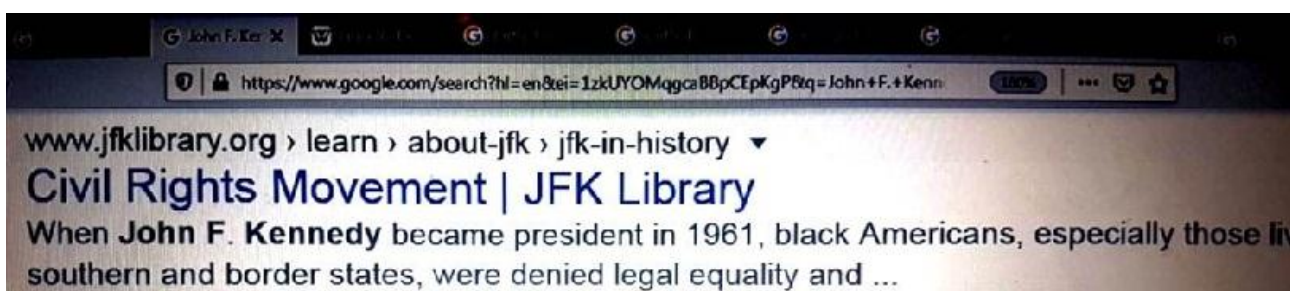 John F. Ker
https://www.google.com/search?hl=en&ei=1zkUYOMqgcaBBpCEpKgP&q=John+F.+Kenn
www.jfklibrary.org › learn › about-jfk › jfk-in-history
Civil Rights Movement | JFK Library
When John F. Kennedy became president in 1961, black Americans, especially those liv
southern and border states, were denied legal equality and ...